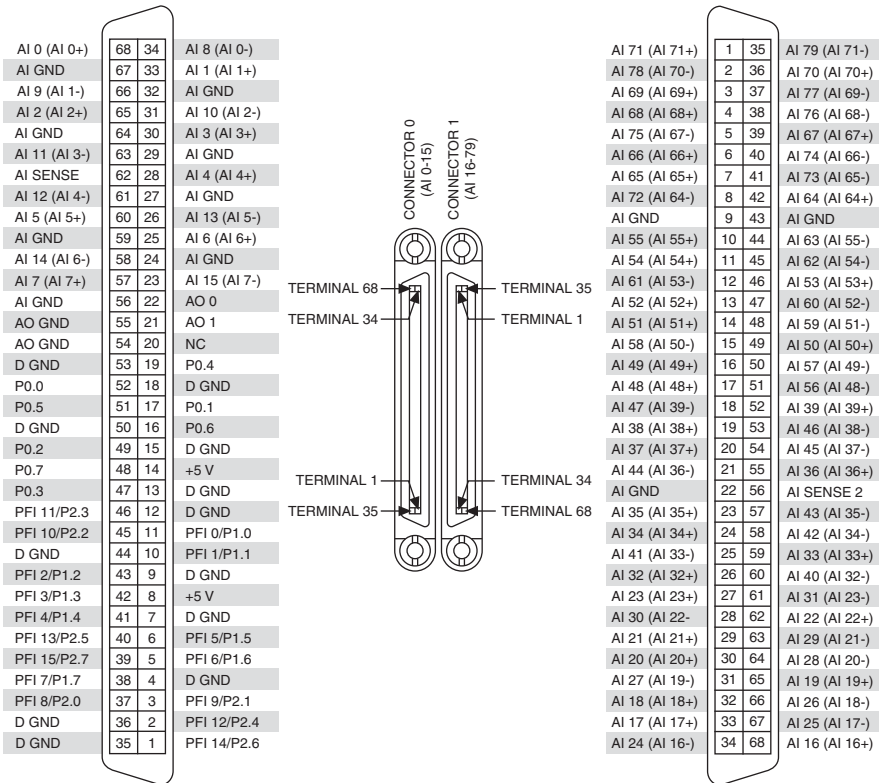 AI 0 (AI 0+) 68 34 AI 8 (AI 0-)
AI GND 67 33 AI 1 (AI 1+)
AI 9 (AI 1-) 66 32 AI GND
AI 2 (AI 2+) 65 31 AI 10 (AI 2-)
AI GND 64 30 AI 3 (AI 3+)
AI 11 (AI 3-) 63 29 AI GND
AI SENSE 62 28 AI 4 (AI 4+)
AI 12 (AI 4-) 61 27 AI GND
AI 5 (AI 5+) 60 26 AI 13 (AI 5-)
AI GND 59 25 AI 6 (AI 6+)
AI 14 (AI 6-) 58 24 AI GND
AI 7 (AI 7+) 57 23 AI 15 (AI 7-)
AI GND 56 22 AO 0
AO GND 55 21 AO 1
AO GND 54 20 NC
D GND 53 19 P0.4
P0.0 52 18 D GND
P0.5 51 17 P0.1
D GND 50 16 P0.6
P0.2 49 15 D GND
P0.7 48 14 +5 V
P0.3 47 13 D GND
PFI 11/P2.3 46 12 D GND
PFI 10/P2.2 45 11 PFI 0/P1.0
D GND 44 10 PFI 1/P1.1
PFI 2/P1.2 43 9 D GND
PFI 3/P1.3 42 8 +5 V
PFI 4/P1.4 41 7 D GND
PFI 13/P2.5 40 6 PFI 5/P1.5
PFI 15/P2.7 39 5 PFI 6/P1.6
PFI 7/P1.7 38 4 D GND
PFI 8/P2.0 37 3 PFI 9/P2.1
D GND 36 2 PFI 12/P2.4
D GND 35 1 PFI 14/P2.6
CONNECTOR 0
(AI 0-15)
CONNECTOR 1
(AI 16-79)
TERMINAL 68
TERMINAL 35
TERMINAL 34
TERMINAL 1
TERMINAL 1
TERMINAL 34
TERMINAL 35
TERMINAL 68
AI 71 (AI 71+) 1 35 AI 79 (AI 71-)
AI 78 (AI 70-) 2 36 AI 70 (AI 70+)
AI 69 (AI 69+) 3 37 AI 77 (AI 69-)
AI 68 (AI 68+) 4 38 AI 76 (AI 68-)
AI 75 (AI 67-) 5 39 AI 67 (AI 67+)
AI 66 (AI 66+) 6 40 AI 74 (AI 66-)
AI 65 (AI 65+) 7 41 AI 73 (AI 65-)
AI 72 (AI 64-) 8 42 AI 64 (AI 64+)
AI GND 9 43 AI GND
AI 55 (AI 55+) 10 44 AI 63 (AI 55-)
AI 54 (AI 54+) 11 45 AI 62 (AI 54-)
AI 61 (AI 53-) 12 46 AI 53 (AI 53+)
AI 52 (AI 52+) 13 47 AI 60 (AI 52-)
AI 51 (AI 51+) 14 48 AI 59 (AI 51-)
AI 58 (AI 50-) 15 49 AI 50 (AI 50+)
AI 49 (AI 49+) 16 50 AI 57 (AI 49-)
AI 48 (AI 48+) 17 51 AI 56 (AI 48-)
AI 47 (AI 39-) 18 52 AI 39 (AI 39+)
AI 38 (AI 38+) 19 53 AI 46 (AI 38-)
AI 37 (AI 37+) 20 54 AI 45 (AI 37-)
AI 44 (AI 36-) 21 55 AI 36 (AI 36+)
AI GND 22 56 AI SENSE 2
AI 35 (AI 35+) 23 57 AI 43 (AI 35-)
AI 34 (AI 34+) 24 58 AI 42 (AI 34-)
AI 41 (AI 33-) 25 59 AI 33 (AI 33+)
AI 32 (AI 32+) 26 60 AI 40 (AI 32-)
AI 23 (AI 23+) 27 61 AI 31 (AI 23-)
AI 30 (AI 22- 28 62 AI 22 (AI 22+)
AI 21 (AI 21+) 29 63 AI 29 (AI 21-)
AI 20 (AI 20+) 30 64 AI 28 (AI 20-)
AI 27 (AI 19-) 31 65 AI 19 (AI 19+)
AI 18 (AI 18+) 32 66 AI 26 (AI 18-)
AI 17 (AI 17+) 33 67 AI 25 (AI 17-)
AI 24 (AI 16-) 34 68 AI 16 (AI 16+)